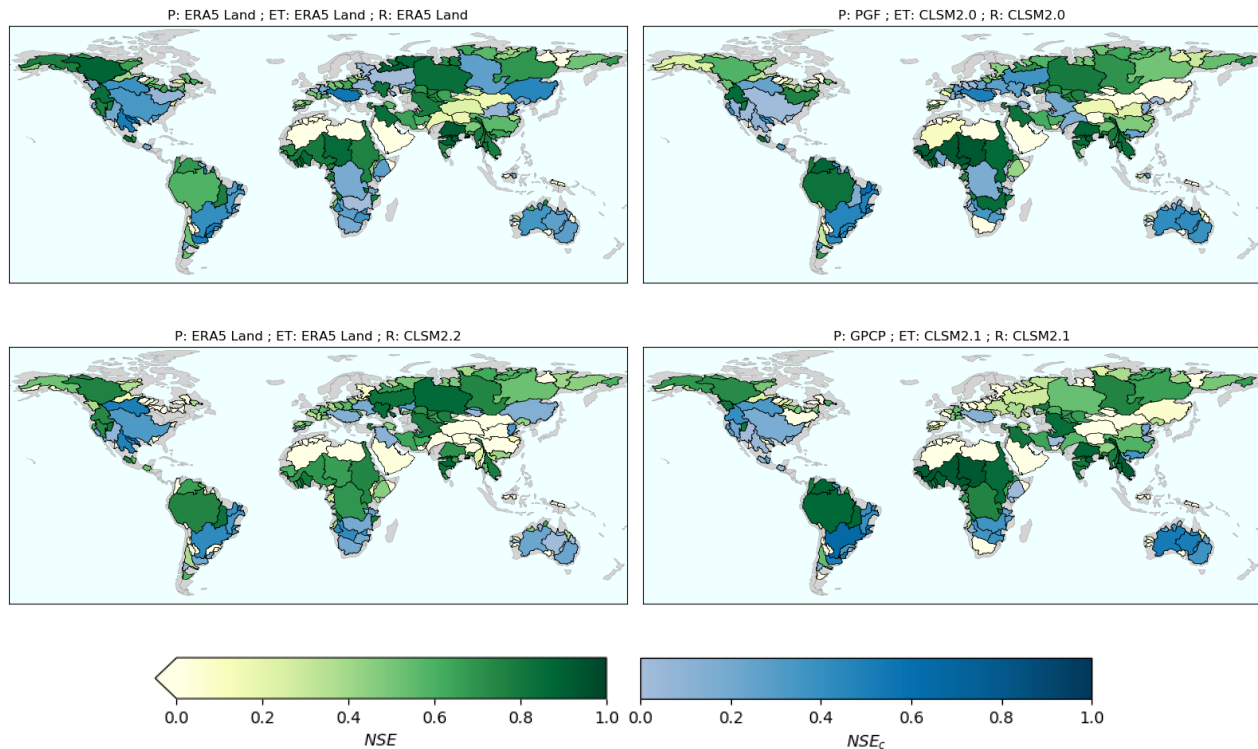 P: ERA5 Land ; ET: ERA5 Land ; R: ERA5 Land
P: PGF ; ET: CLSM2.0 ; R: CLSM2.0
P: ERA5 Land ; ET: ERA5 Land ; R: CLSM2.2
P: GPCP ; ET: CLSM2.1 ; R: CLSM2.1
0.0 0.2 0.4 0.6 0.8 1.0
NSE
0.0 0.2 0.4 0.6 0.8 1.0
NSE_c